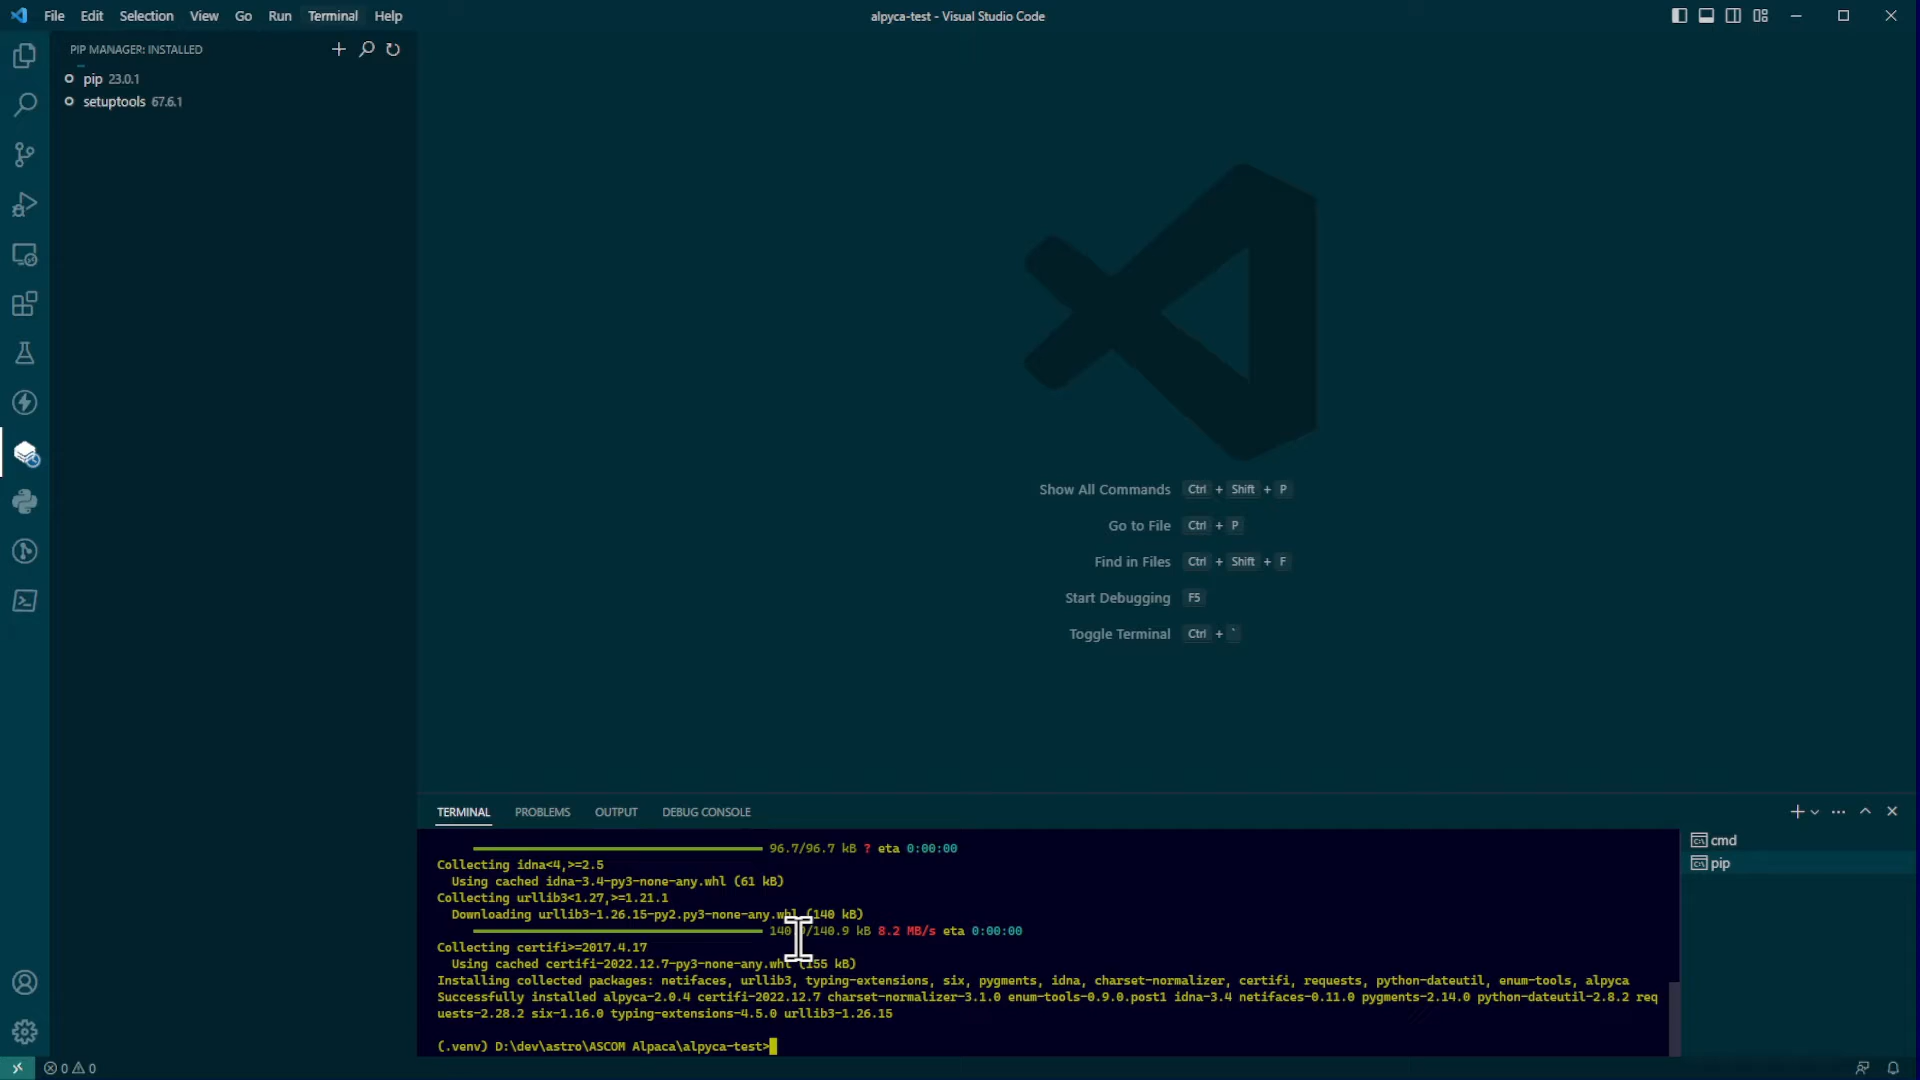 File Edit Selection View Go Run Terminal Help
alpyca-test - Visual Studio Code
PIP MANAGER: INSTALLED
pip 23.0.1
setuptools 67.6.1
Show All Commands Ctrl + Shift + P
Go to File Ctrl + P
Find in Files Ctrl + Shift + F
Start Debugging F5
Toggle Terminal Ctrl + `
TERMINAL PROBLEMS OUTPUT DEBUG CONSOLE
96.7/96.7 kB ? eta 0:00:00
Collecting idna<4,>=2.5
Using cached idna-3.4-py3-none-any.whl (61 kB)
Collecting urllib3<1.27,>=1.21.1
Downloading urllib3-1.26.15-py2.py3-none-any.whl (140 kB)
140.9/140.9 kB 8.2 MB/s eta 0:00:00
Collecting certifi>=2017.4.17
Using cached certifi-2022.12.7-py3-none-any.whl (155 kB)
Installing collected packages: netifaces, urllib3, typing-extensions, six, pygments, idna, charset-normalizer, certifi, requests, python-dateutil, enum-tools, alpyca
Successfully installed alpyca-2.0.4 certifi-2022.12.7 charset-normalizer-3.1.0 enum-tools-0.9.0.post1 idna-3.4 netifaces-0.11.0 pygments-2.14.0 python-dateutil-2.8.2 req
uests-2.28.2 six-1.16.0 typing-extensions-4.5.0 urllib3-1.26.15
(.venv) D:\dev\astro\ASCOM Alpaca\alpyca-test>
cmd
pip
0 0